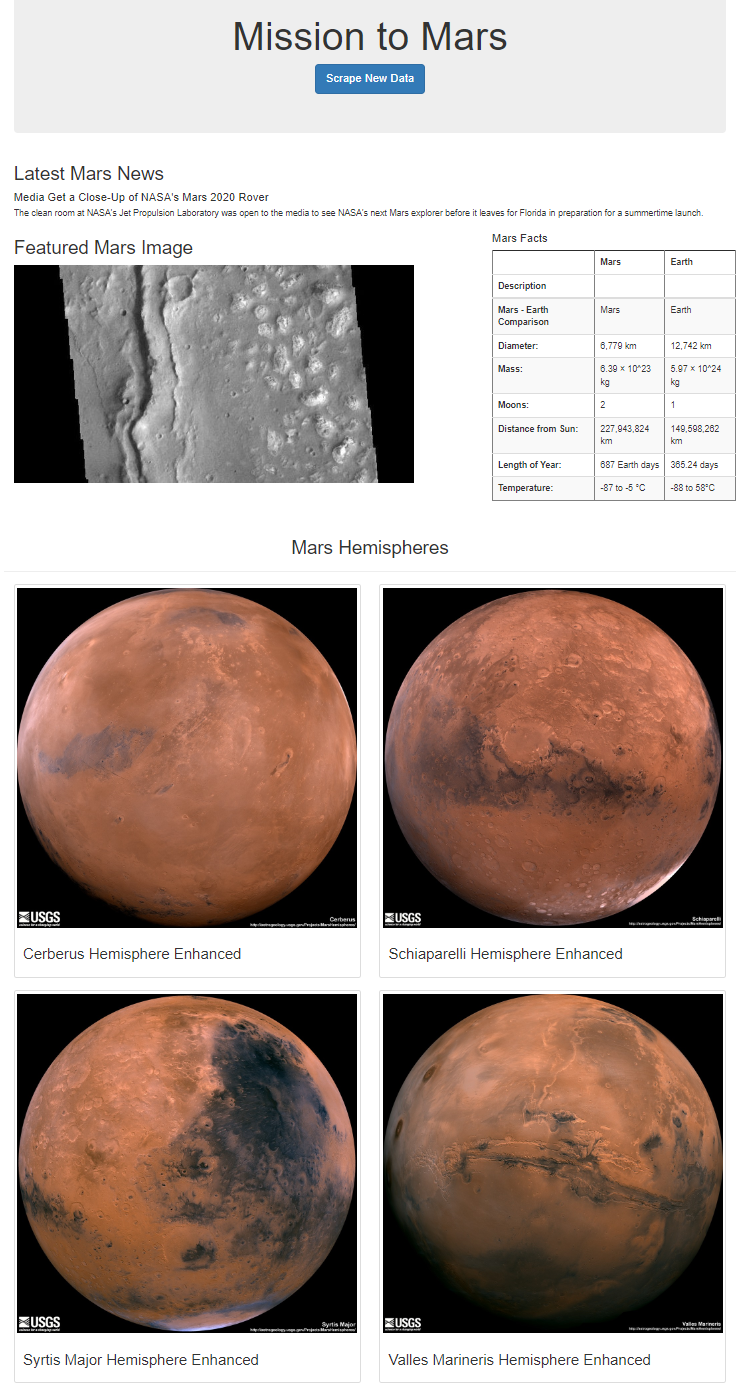 Mission to Mars
Scrape New Data
Latest Mars News
Media Get a Close-Up of NASA's Mars 2020 Rover
The clean room at NASA's Jet Propulsion Laboratory was open to the media to see NASA's next Mars explorer before it leaves for Florida in preparation for a summertime launch.
Featured Mars Image
Mars Facts
Mars Earth
Description
Mars - Earth Comparison Mars Earth
Diameter: 6,779 km 12,742 km
Mass: 6.39 × 10^23 kg 5.97 × 10^24 kg
Moons: 2 1
Distance from Sun: 227,943,824 km 149,598,262 km
Length of Year: 687 Earth days 365.24 days
Temperature: -87 to -5 °C -88 to 58°C
Mars Hemispheres
USGS
Cerberus
Cerberus Hemisphere Enhanced
USGS
Schiaparelli
Schiaparelli Hemisphere Enhanced
USGS
Syrtis Major
Syrtis Major Hemisphere Enhanced
USGS
Valles Marineris
Valles Marineris Hemisphere Enhanced